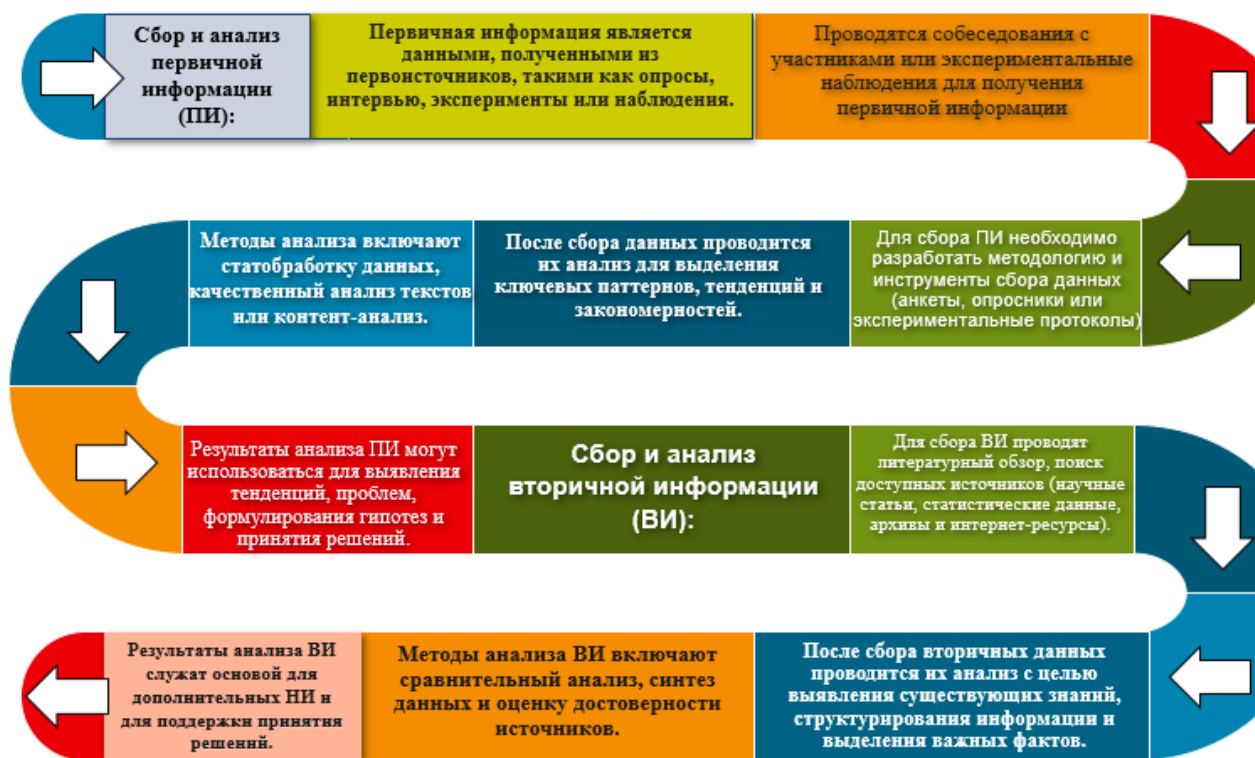 Сбор и анализ
первичной
информации
(ПИ):
Первичная информация является
данными, полученными из
первоисточников, такими как опросы,
интервью, эксперименты или наблюдения.
Проводятся собеседования с
участниками или экспериментальные
наблюдения для получения
первичной информации
Для сбора ПИ необходимо
разработать методологию и
инструменты сбора данных
(анкеты, опросники или
экспериментальные протоколы)
После сбора данных проводится
их анализ для выделения
ключевых паттернов, тенденций и
закономерностей.
Методы анализа включают
статобработку данных,
качественный анализ текстов
или контент-анализ.
Результаты анализа ПИ могут
использоваться для выявления
тенденций, проблем,
формулирования гипотез и
принятия решений.
Сбор и анализ
вторичной информации
(ВИ):
Для сбора ВИ проводят
литературный обзор, поиск
доступных источников (научные
статьи, статистические данные,
архивы и интернет-ресурсы).
После сбора вторичных данных
проводится их анализ с целью
выявления существующих знаний,
структурирования информации и
выделения важных фактов.
Методы анализа ВИ включают
сравнительный анализ, синтез
данных и оценку достоверности
источников.
Результаты анализа ВИ
служат основой для
дополнительных НИ и
для поддержки принятия
решений.